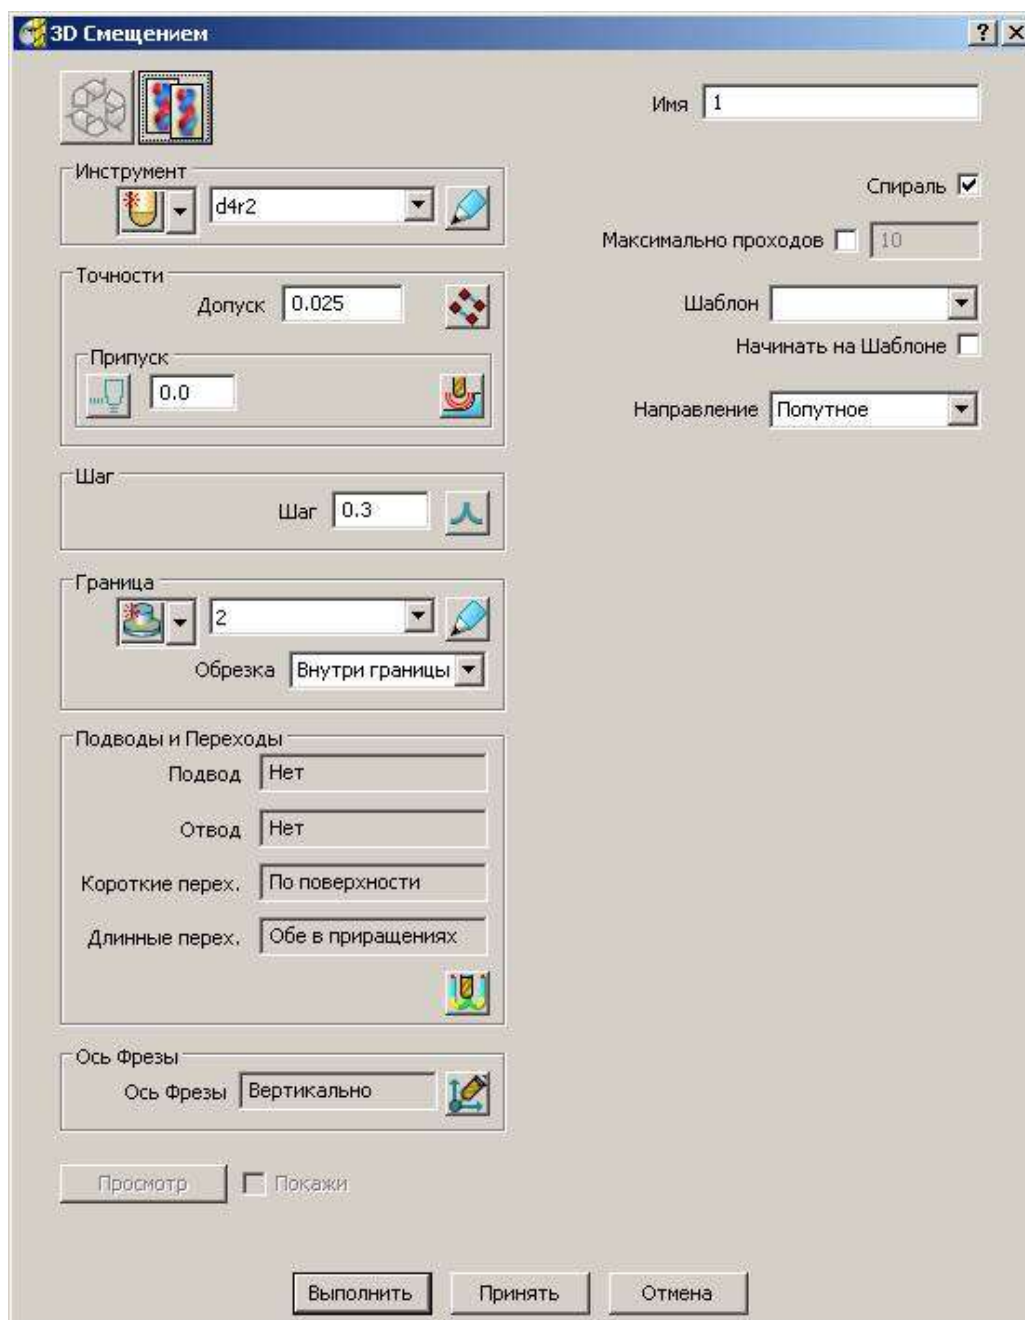 3D Смещением
Имя 1
Инструмент
d4r2
Спираль
Максимально проходов 10
Точности
Допуск 0.025
Шаблон
Начинать на Шаблоне
Припуск
0.0
Направление Попутное
Шаг
Шаг 0.3
Граница
2
Обрезка Внутри границы
Подводы и Переходы
Подвод Нет
Отвод Нет
Короткие перех. По поверхности
Длинные перех. Обе в приращениях
Ось Фрезы
Ось Фрезы Вертикально
Просмотр Покажи
Выполнить Принять Отмена